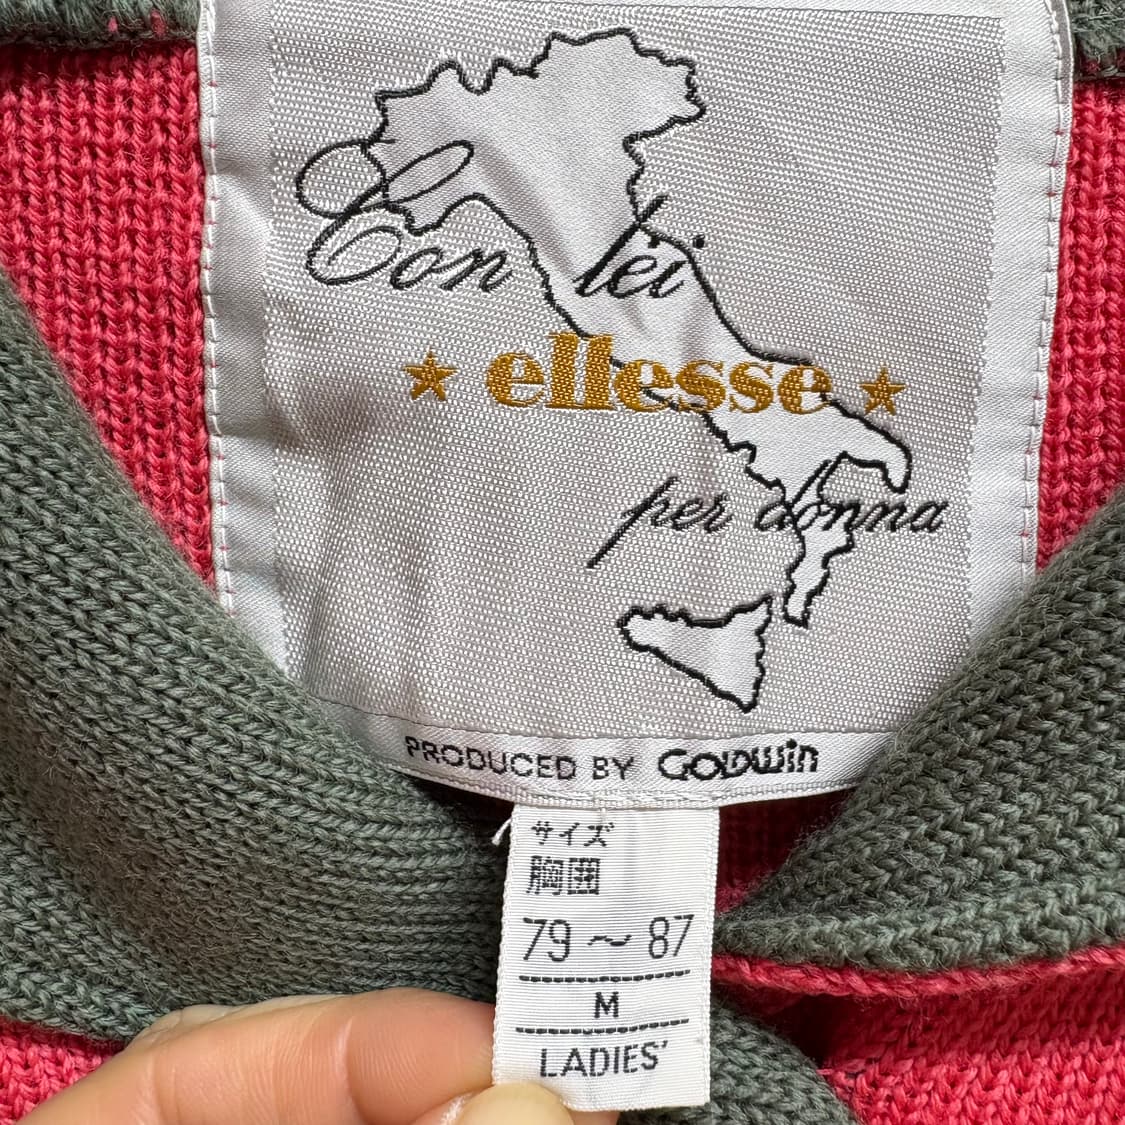 Con lei
★ ellesse ★
per donna
PRODUCED BY GOLDWIN
サイズ
胸囲
79～87
M
LADIES'